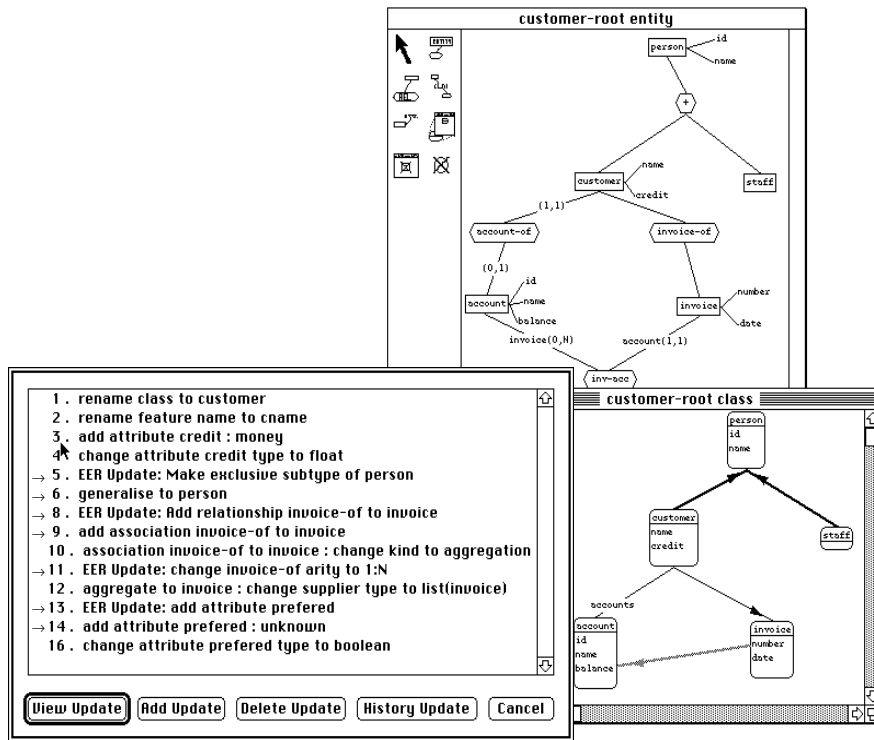 customer-root entity
ENTITY
REL
person
id
name
+
customer
name
credit
staff
(1,1)
account-of
invoice-of
(0,1)
account
id
name
balance
invoice
number
date
invoice(0,N)
account(1,1)
inv-acc
1 . rename class to customer
2 . rename feature name to cname
3 . add attribute credit : money
4 change attribute credit type to float
→ 5 . EER Update: Make exclusive subtype of person
→ 6 . generalise to person
→ 8 . EER Update: Add relationship invoice-of to invoice
→ 9 . add association invoice-of to invoice
10 . association invoice-of to invoice : change kind to aggregation
→ 11 . EER Update: change invoice-of arity to 1:N
12 . aggregate to invoice : change supplier type to list(invoice)
→ 13 . EER Update: add attribute prefered
→ 14 . add attribute prefered : unknown
16 . change attribute prefered type to boolean
View Update
Add Update
Delete Update
History Update
Cancel
customer-root class
person
id
name
customer
name
credit
staff
accounts
account
id
name
balance
invoice
number
date